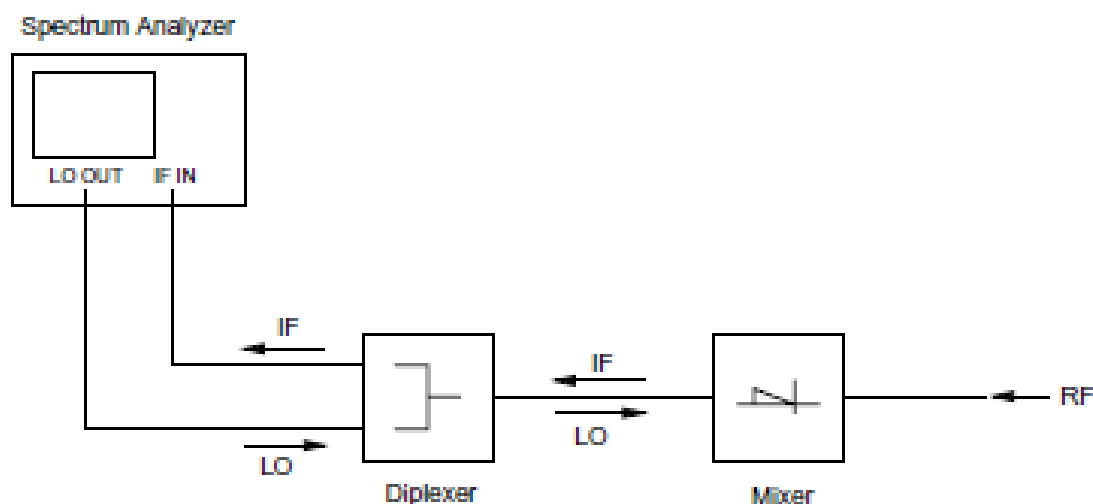 Spectrum Analyzer
LO OUT IF IN
IF
IF
RF
LO
LO
Diplexer
Mixer